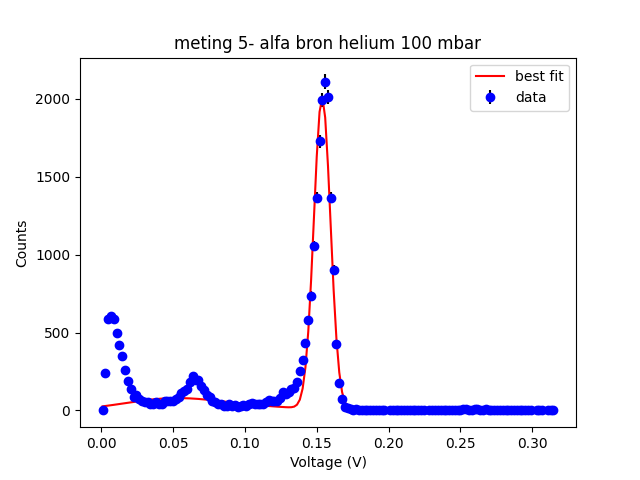 meting 5- alfa bron helium 100 mbar
best fit
data
Counts
2000
1500
1000
500
0
0.00 0.05 0.10 0.15 0.20 0.25 0.30
Voltage (V)